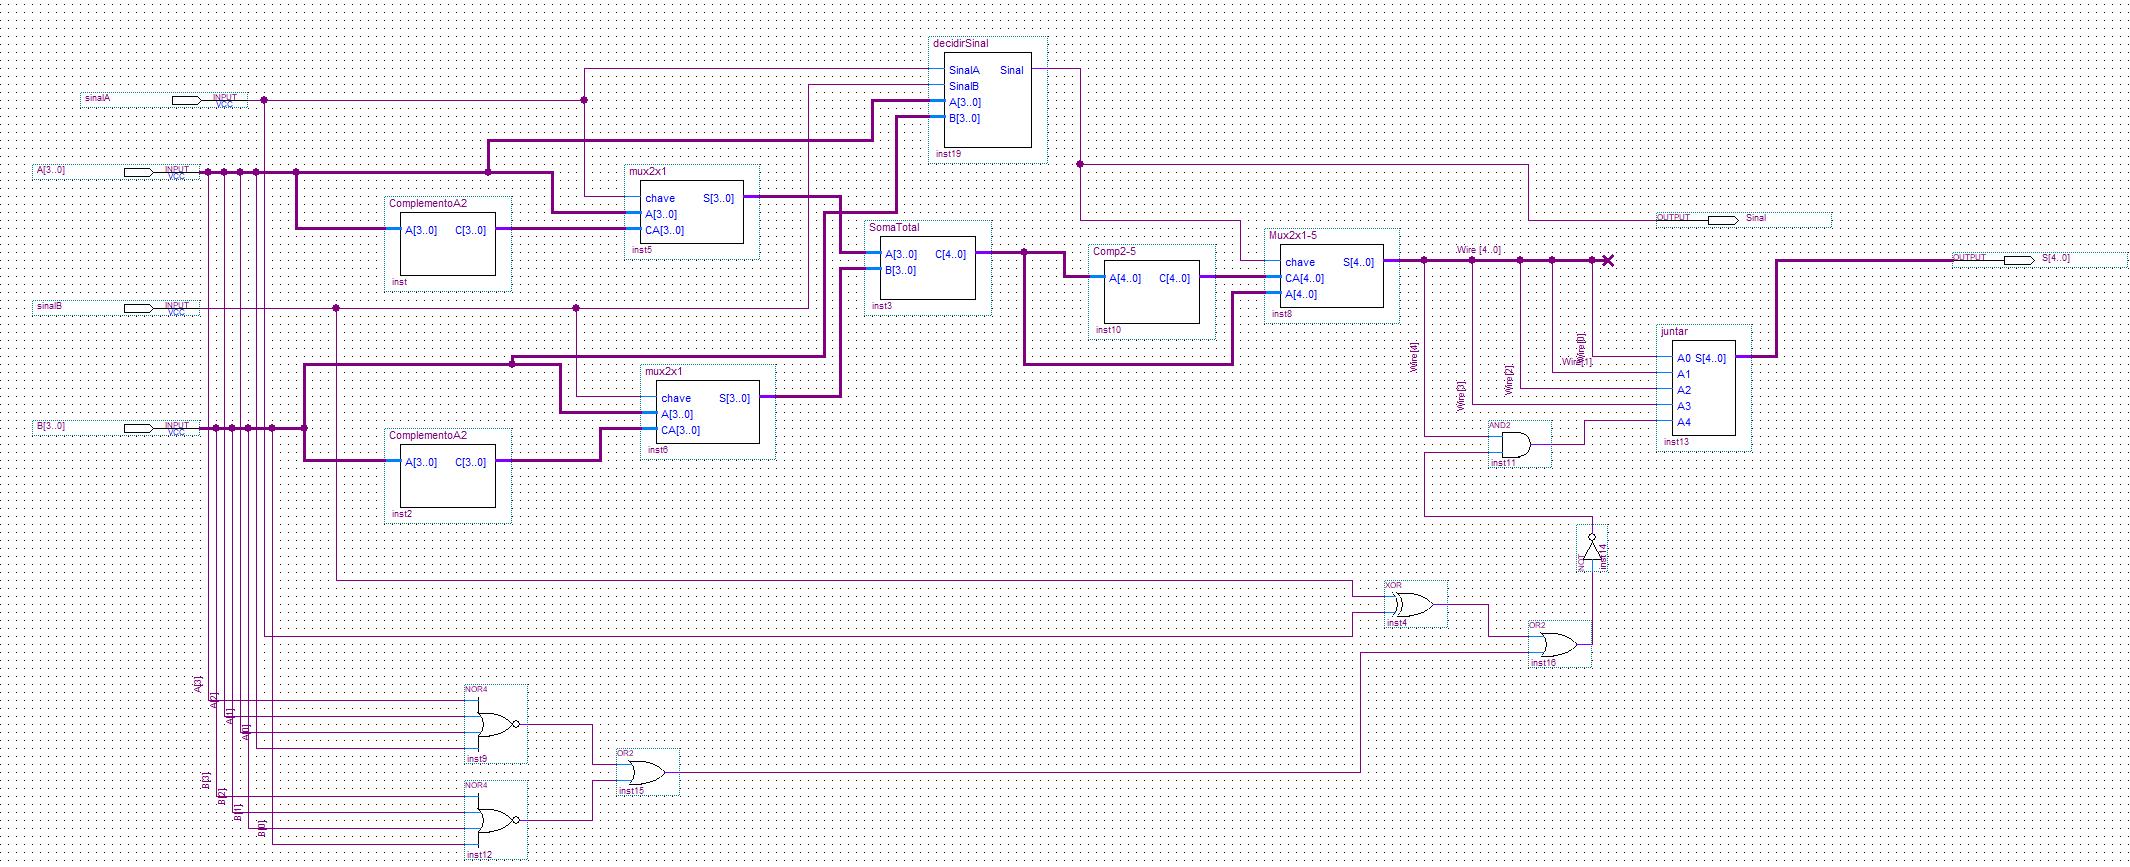 decidirSinal
SinalA Sinal
SinalB
A[3..0]
B[3..0]
inst19
sinalA
INPUT
VCC
A[3..0]
INPUT
VCC
mux2x1
chave S[3..0]
A[3..0]
CA[3..0]
inst5
ComplementoA2
A[3..0] C[3..0]
inst
SomaTotal
A[3..0] C[4..0]
B[3..0]
inst3
Comp2-5
A[4..0] C[4..0]
inst10
Mux2x1-5
chave S[4..0]
CA[4..0]
A[4..0]
inst8
Wire [4..0]
OUTPUT
Sinal
OUTPUT
S[4..0]
sinalB
INPUT
VCC
mux2x1
chave S[3..0]
A[3..0]
CA[3..0]
inst6
B[3..0]
INPUT
VCC
ComplementoA2
A[3..0] C[3..0]
inst2
Wire[4]
Wire[3]
Wire[2]
Wire[1]
Wire[0]
juntar
A0 S[4..0]
A1
A2
A3
A4
inst13
AND2
inst11
NOT
inst14
XOR
inst4
OR2
inst16
A[3]
A[2]
A[1]
A[0]
NOR4
inst9
OR2
inst15
B[3]
B[2]
B[1]
B[0]
NOR4
inst12